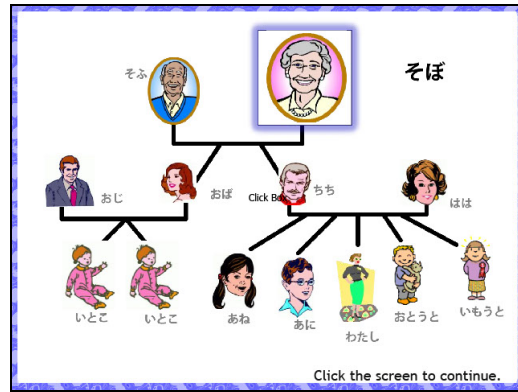 そふ
そぼ
おじ
おば
Click Bo
ちち
はは
いとこ
いとこ
あね
あに
わたし
おとうと
いもうと
Click the screen to continue.